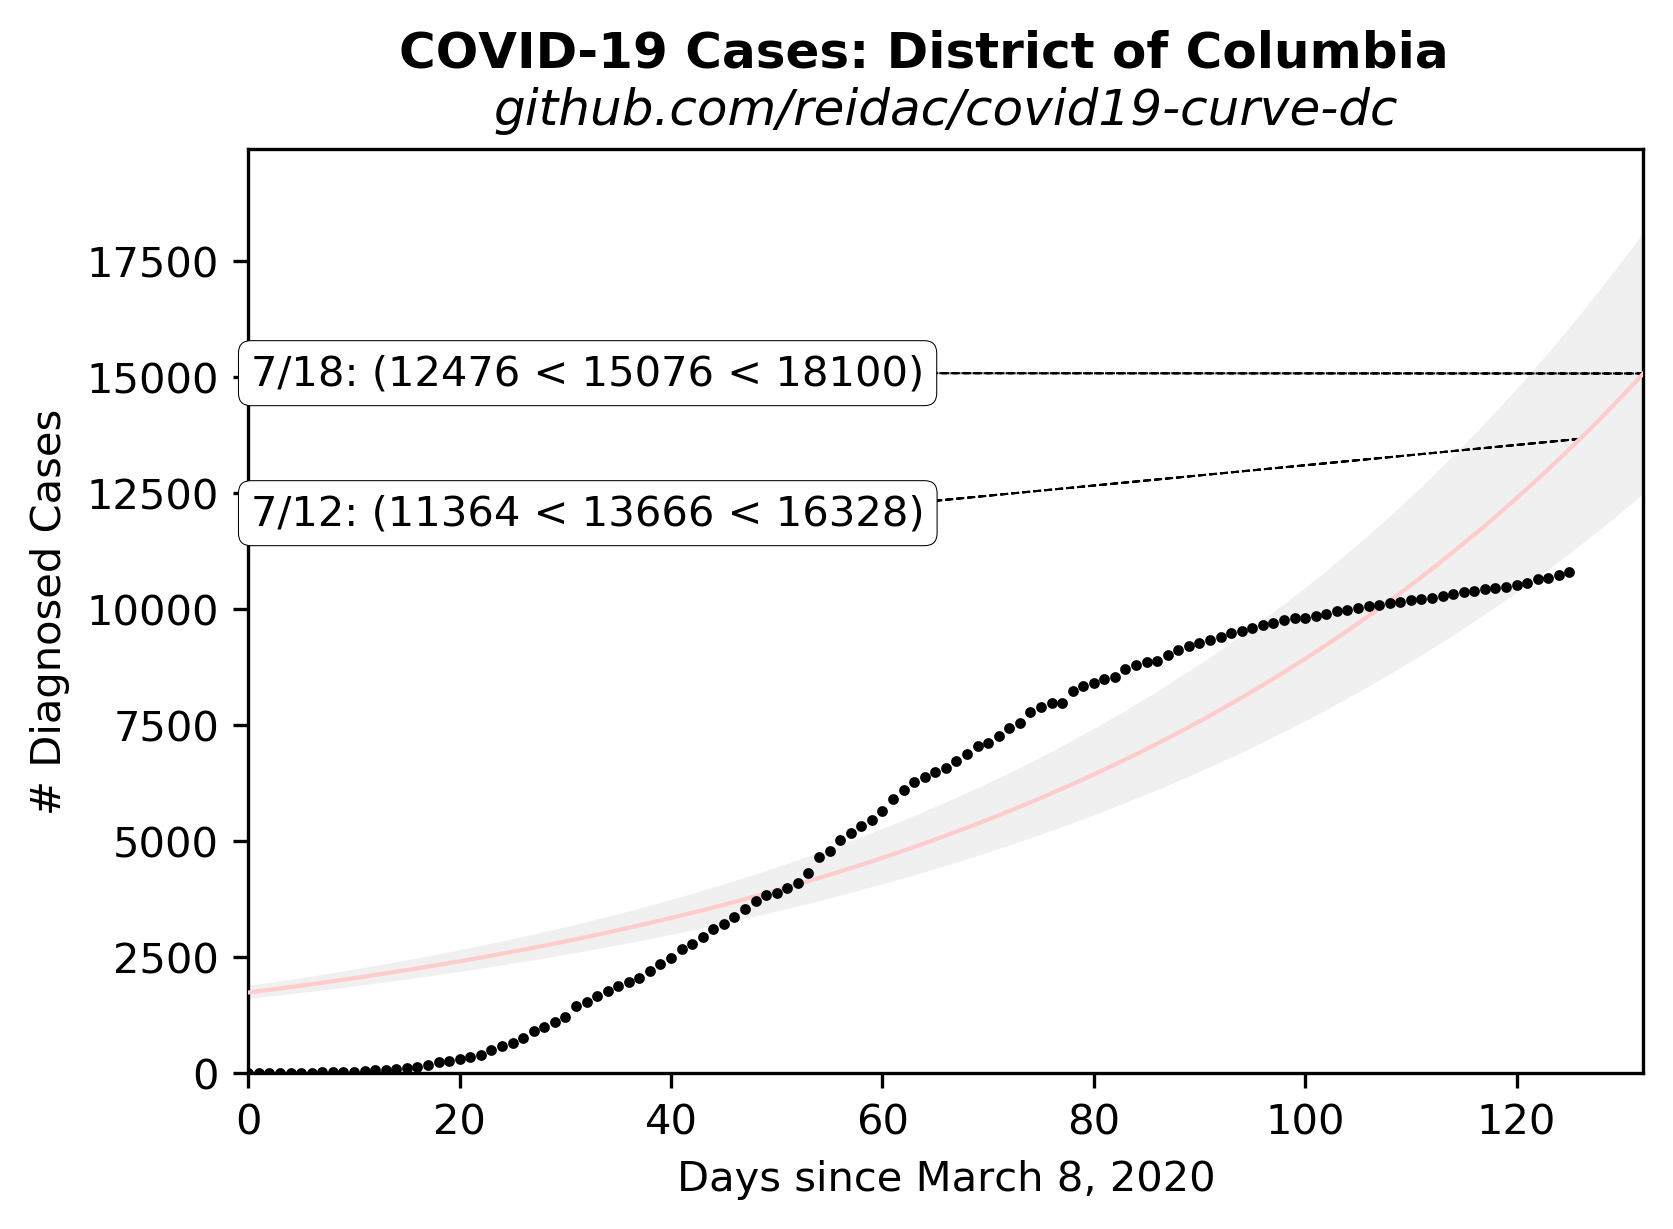 COVID-19 Cases: District of Columbia
github.com/reidac/covid19-curve-dc
# Diagnosed Cases
17500
15000
12500
10000
7500
5000
2500
0
7/18: (12476 < 15076 < 18100)
7/12: (11364 < 13666 < 16328)
0 20 40 60 80 100 120
Days since March 8, 2020